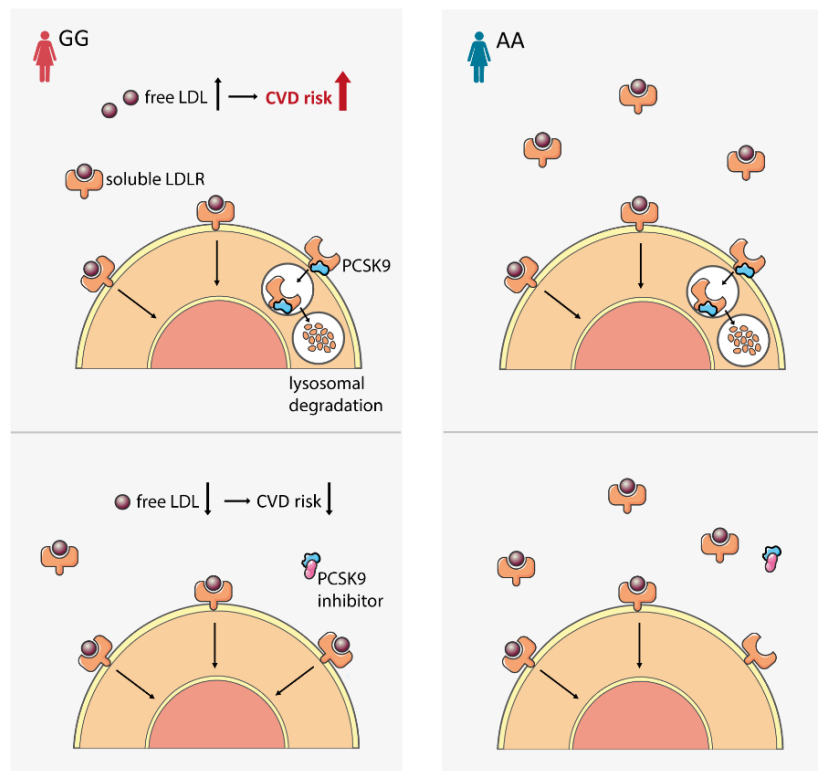 GG
free LDL
CVD risk
soluble LDLR
PCSK9
lysosomal
degradation
AA
free LDL
CVD risk
PCSK9
inhibitor